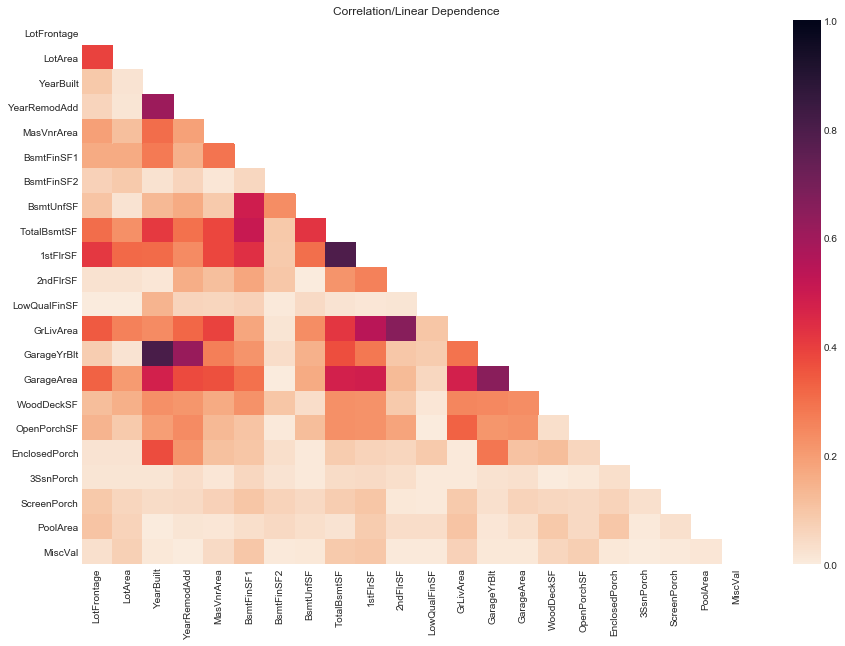 Correlation/Linear Dependence
LotFrontage
LotArea
YearBuilt
YearRemodAdd
MasVnrArea
BsmtFinSF1
BsmtFinSF2
BsmtUnfSF
TotalBsmtSF
1stFlrSF
2ndFlrSF
LowQualFinSF
GrLivArea
GarageYrBlt
GarageArea
WoodDeckSF
OpenPorchSF
EnclosedPorch
3SsnPorch
ScreenPorch
PoolArea
MiscVal
LotFrontage
LotArea
YearBuilt
YearRemodAdd
MasVnrArea
BsmtFinSF1
BsmtFinSF2
BsmtUnfSF
TotalBsmtSF
1stFlrSF
2ndFlrSF
LowQualFinSF
GrLivArea
GarageYrBlt
GarageArea
WoodDeckSF
OpenPorchSF
EnclosedPorch
3SsnPorch
ScreenPorch
PoolArea
MiscVal
1.0
0.8
0.6
0.4
0.2
0.0